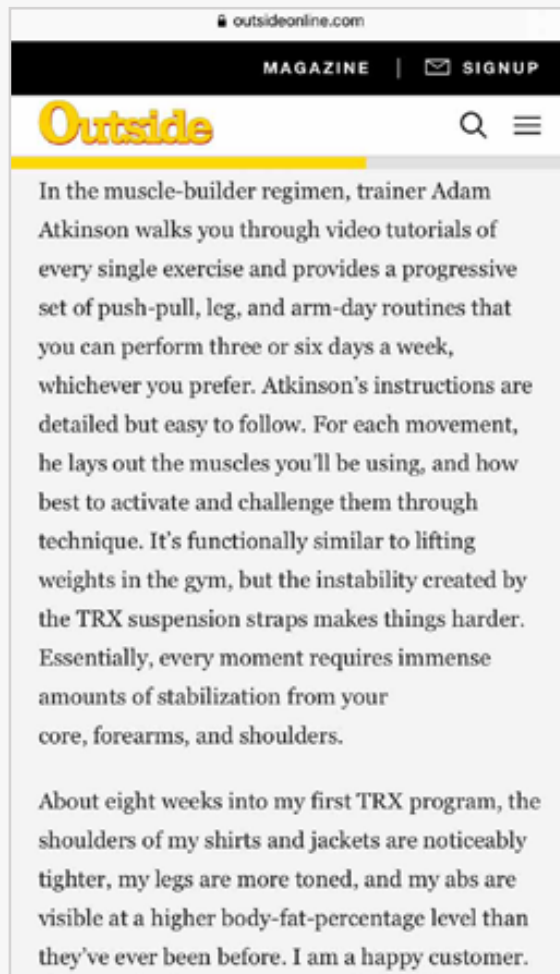 outsideonline.com
MAGAZINE | SIGNUP
Outside
In the muscle-builder regimen, trainer Adam
Atkinson walks you through video tutorials of
every single exercise and provides a progressive
set of push-pull, leg, and arm-day routines that
you can perform three or six days a week,
whichever you prefer. Atkinson's instructions are
detailed but easy to follow. For each movement,
he lays out the muscles you'll be using, and how
best to activate and challenge them through
technique. It's functionally similar to lifting
weights in the gym, but the instability created by
the TRX suspension straps makes things harder.
Essentially, every moment requires immense
amounts of stabilization from your
core, forearms, and shoulders.
About eight weeks into my first TRX program, the
shoulders of my shirts and jackets are noticeably
tighter, my legs are more toned, and my abs are
visible at a higher body-fat-percentage level than
they've ever been before. I am a happy customer.